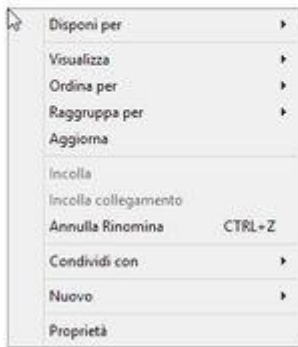 Disponi per
Visualizza
Ordina per
Raggruppa per
Aggiorna
Incolla
Incolla collegamento
Annulla Rinomina CTRL+Z
Condividi con
Nuovo
Proprietà